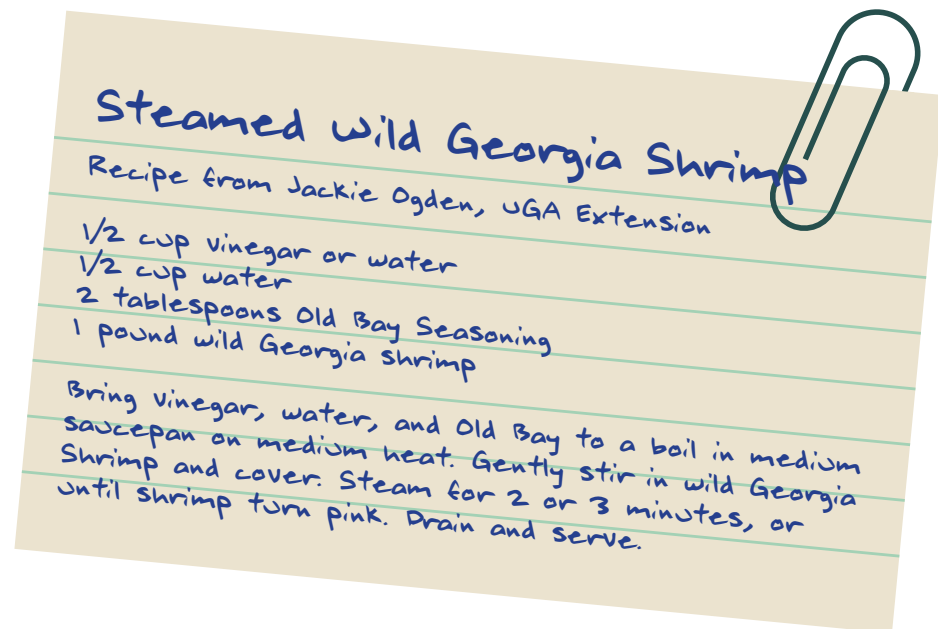 Steamed Wild Georgia Shrimp
Recipe from Jackie Ogden, UGA Extension
1/2 cup vinegar or water
1/2 cup water
2 tablespoons Old Bay Seasoning
1 pound wild Georgia shrimp
Bring vinegar, water, and Old Bay to a boil in medium
saucepan on medium heat. Gently stir in wild Georgia
Shrimp and cover. Steam for 2 or 3 minutes, or
until shrimp turn pink. Drain and serve.